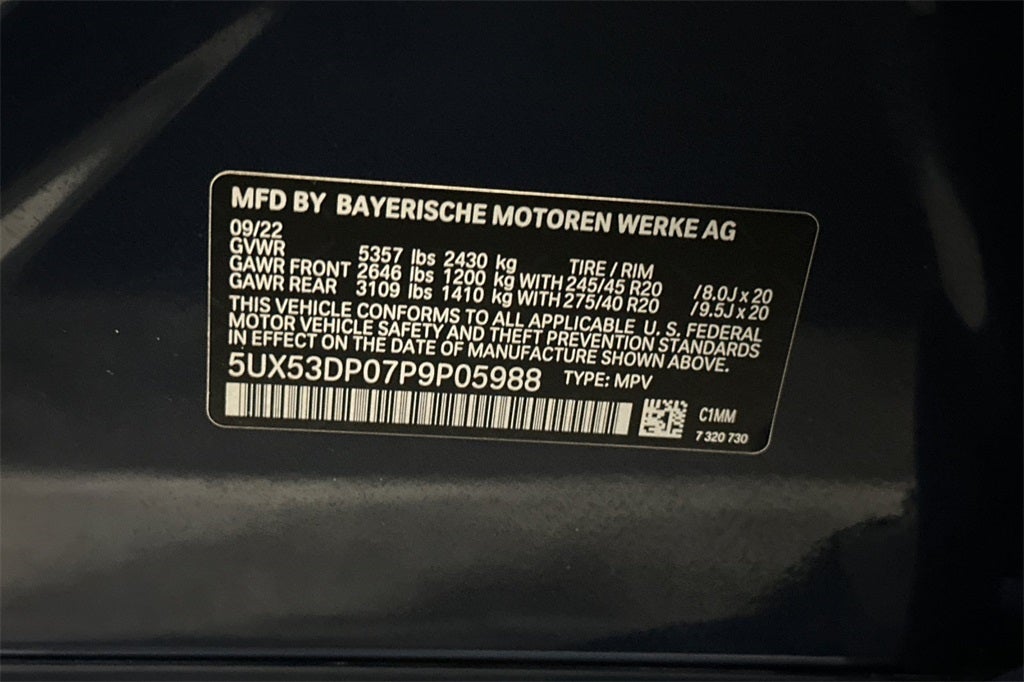 MFD BY BAYERISCHE MOTOREN WERKE AG
09/22
GVWR 5357 lbs 2430 kg TIRE / RIM
GAWR FRONT 2646 lbs 1200 kg WITH 245/45 R20 /8.0J x 20
GAWR REAR 3109 lbs 1410 kg WITH 275/40 R20 /9.5J x 20
THIS VEHICLE CONFORMS TO ALL APPLICABLE U. S. FEDERAL
MOTOR VEHICLE SAFETY AND THEFT PREVENTION STANDARDS
IN EFFECT ON THE DATE OF MANUFACTURE SHOWN ABOVE.
5UX53DP07P9P05988 TYPE: MPV
C1MM
7 320 730